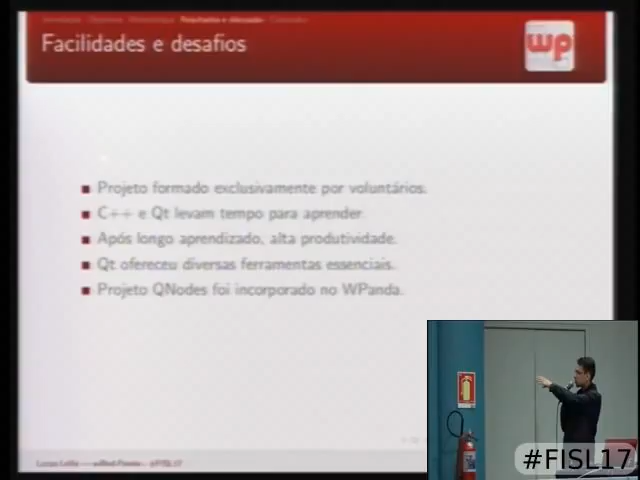 Facilidades e desafios
wp
Projeto formado exclusivamente por voluntários.
C++ e Qt levam tempo para aprender.
Após longo aprendizado, alta produtividade.
Qt ofereceu diversas ferramentas essenciais.
Projeto QNodes foi incorporado no WPanda.
#FISL17